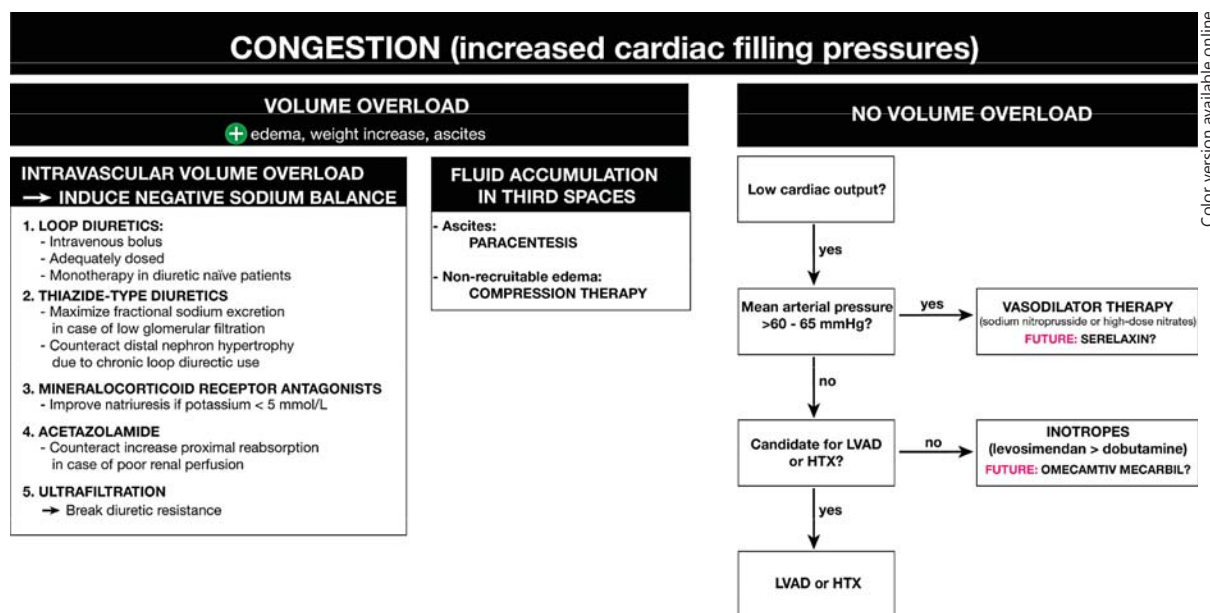 CONGESTION (increased cardiac filling pressures)
VOLUME OVERLOAD
+ edema, weight increase, ascites
INTRAVASCULAR VOLUME OVERLOAD
→ INDUCE NEGATIVE SODIUM BALANCE
1. LOOP DIURETICS:
- Intravenous bolus
- Adequately dosed
- Monotherapy in diuretic naïve patients
2. THIAZIDE-TYPE DIURETICS
- Maximize fractional sodium excretion
in case of low glomerular filtration
- Counteract distal nephron hypertrophy
due to chronic loop diurectic use
3. MINERALOCORTICOID RECEPTOR ANTAGONISTS
- Improve natriuresis if potassium < 5 mmol/L
4. ACETAZOLAMIDE
- Counteract increase proximal reabsorption
in case of poor renal perfusion
5. ULTRAFILTRATION
→ Break diuretic resistance
FLUID ACCUMULATION
IN THIRD SPACES
- Ascites:
PARACENTESIS
- Non-recruitable edema:
COMPRESSION THERAPY
NO VOLUME OVERLOAD
Low cardiac output?
yes
Mean arterial pressure
>60 - 65 mmHg?
yes
VASODILATOR THERAPY
(sodium nitroprusside or high-dose nitrates)
FUTURE: SERELAXIN?
no
Candidate for LVAD
or HTX?
no
INOTROPES
(levosimendan > dobutamine)
FUTURE: OMECAMTIV MECARBIL?
yes
LVAD or HTX
Color version available online